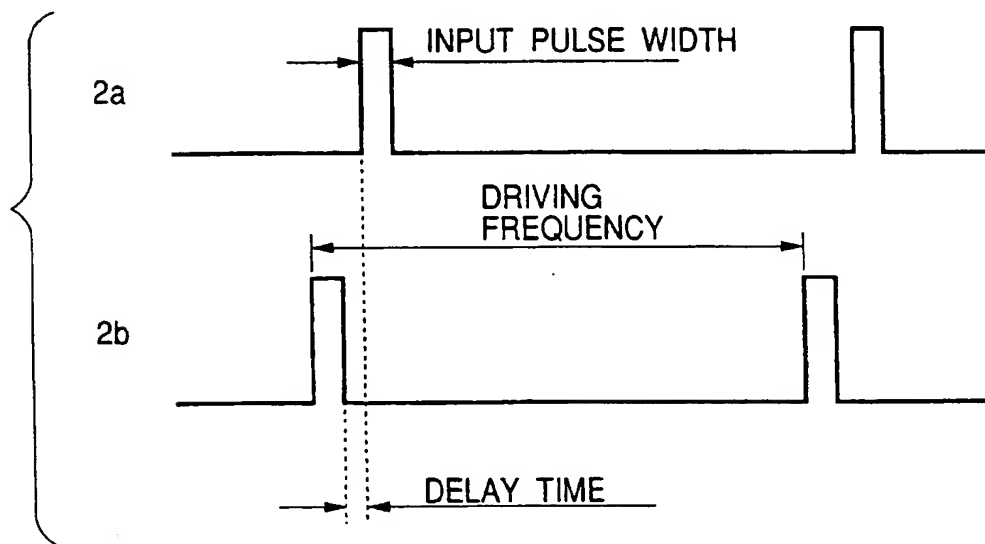 INPUT PULSE WIDTH
2a
DRIVING
FREQUENCY
2b
DELAY TIME